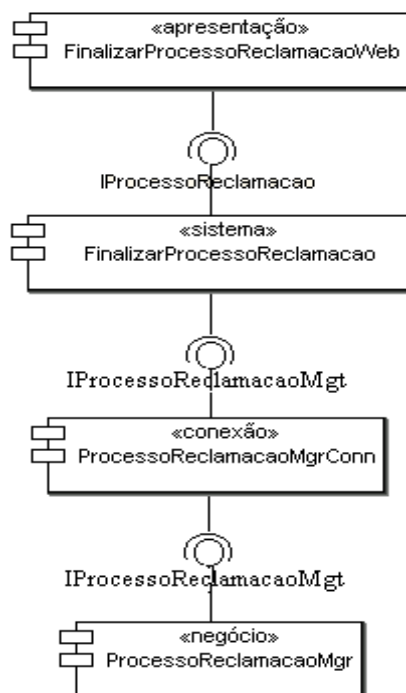 «apresentação»
FinalizarProcessoReclamacaoWeb
IProcessoReclamacao
«sistema»
FinalizarProcessoReclamacao
IProcessoReclamacaoMgt
«conexão»
ProcessoReclamacaoMgrConn
IProcessoReclamacaoMgt
«negócio»
ProcessoReclamacaoMgr